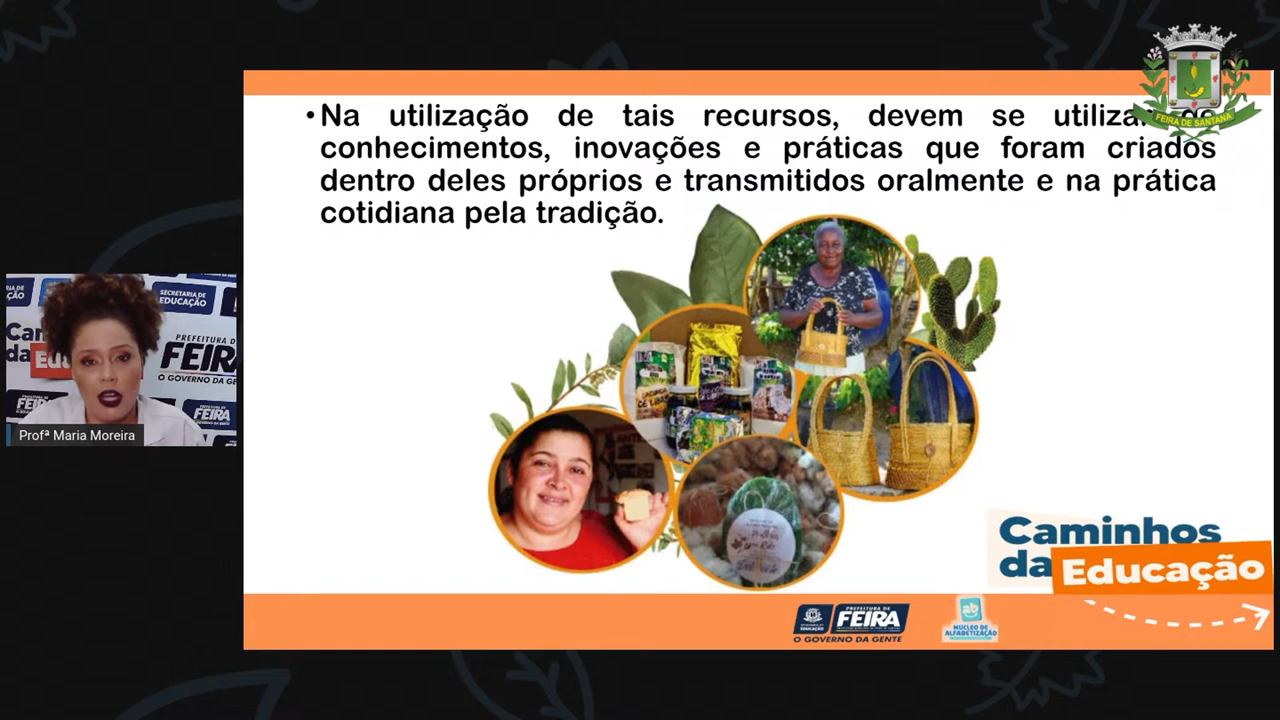 • Na utilização de tais recursos, devem se utilizar
conhecimentos, inovações e práticas que foram criados
dentro deles próprios e transmitidos oralmente e na prática
cotidiana pela tradição.
FEIRA DE SANTANA
SECRETARIA DE
EDUCAÇÃO
Caminhos
da Educação
PREFEITURA DE
FEIRA
O GOVERNO DA GENTE
NÚCLEO DE
ALFABETIZAÇÃO
PREFEITURA DE
FEIR
O GOVERNO DA GENTE
Profª Maria Moreira